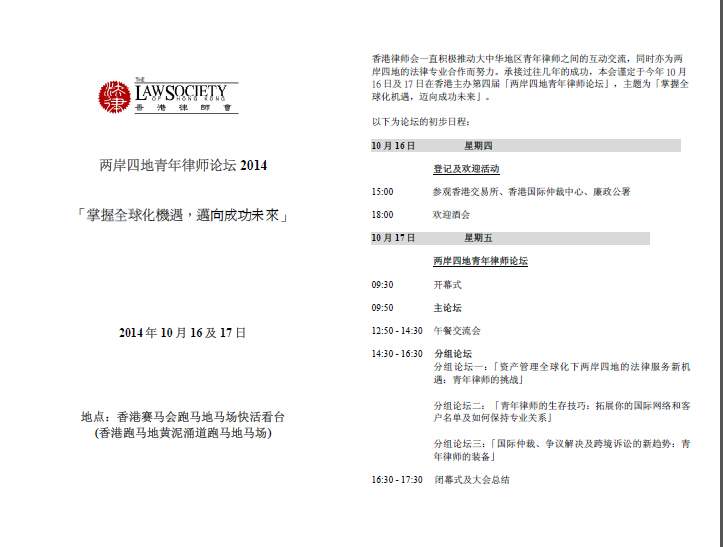 THE
LAW SOCIETY
OF HONG KONG
香港律師會
两岸四地青年律师论坛 2014
「掌握全球化機遇，邁向成功未來」
2014 年 10 月 16 及 17 日
地点：香港赛马会跑马地马场快活看台
(香港跑马地黄泥涌道跑马地马场)
香港律师会一直积极推动大中华地区青年律师之间的互动交流，同时亦为两
岸四地的法律专业合作而努力。承接过往几年的成功，本会谨定于今年 10 月
16 日及 17 日在香港主办第四届「两岸四地青年律师论坛」，主题为「掌握全
球化机遇，迈向成功未来」。
以下为论坛的初步日程：
10 月 16 日 星期四
登记及欢迎活动
15:00 参观香港交易所、香港国际仲裁中心、廉政公署
18:00 欢迎酒会
10 月 17 日 星期五
两岸四地青年律师论坛
09:30 开幕式
09:50 主论坛
12:50 - 14:30 午餐交流会
14:30 - 16:30 分组论坛
分组论坛一：「资产管理全球化下两岸四地的法律服务新机
遇：青年律师的挑战」
分组论坛二：「青年律师的生存技巧：拓展你的国际网络和客
户名单及如何保持专业关系」
分组论坛三：「国际仲裁、争议解决及跨境诉讼的新趋势：青
年律师的装备」
16:30 - 17:30 闭幕式及大会总结